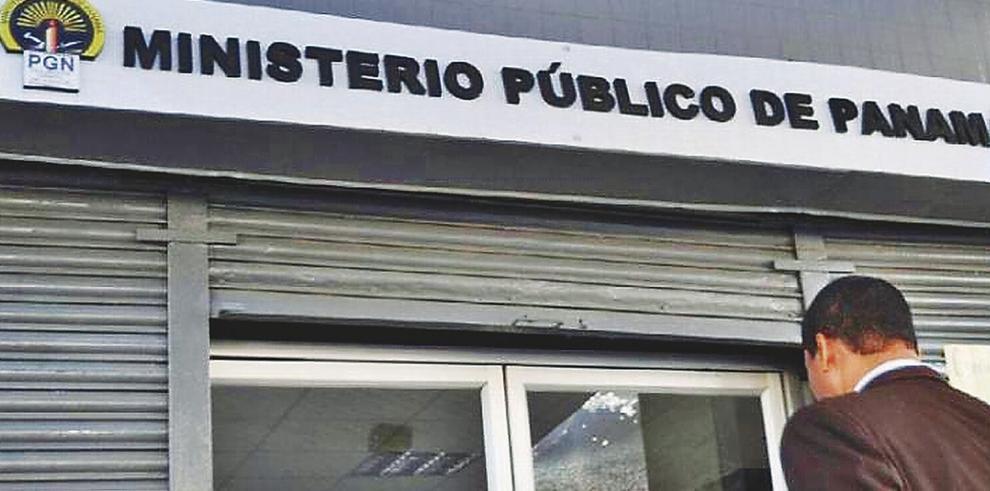 PGN
MINISTERIO PÚBLICO DE PANAM